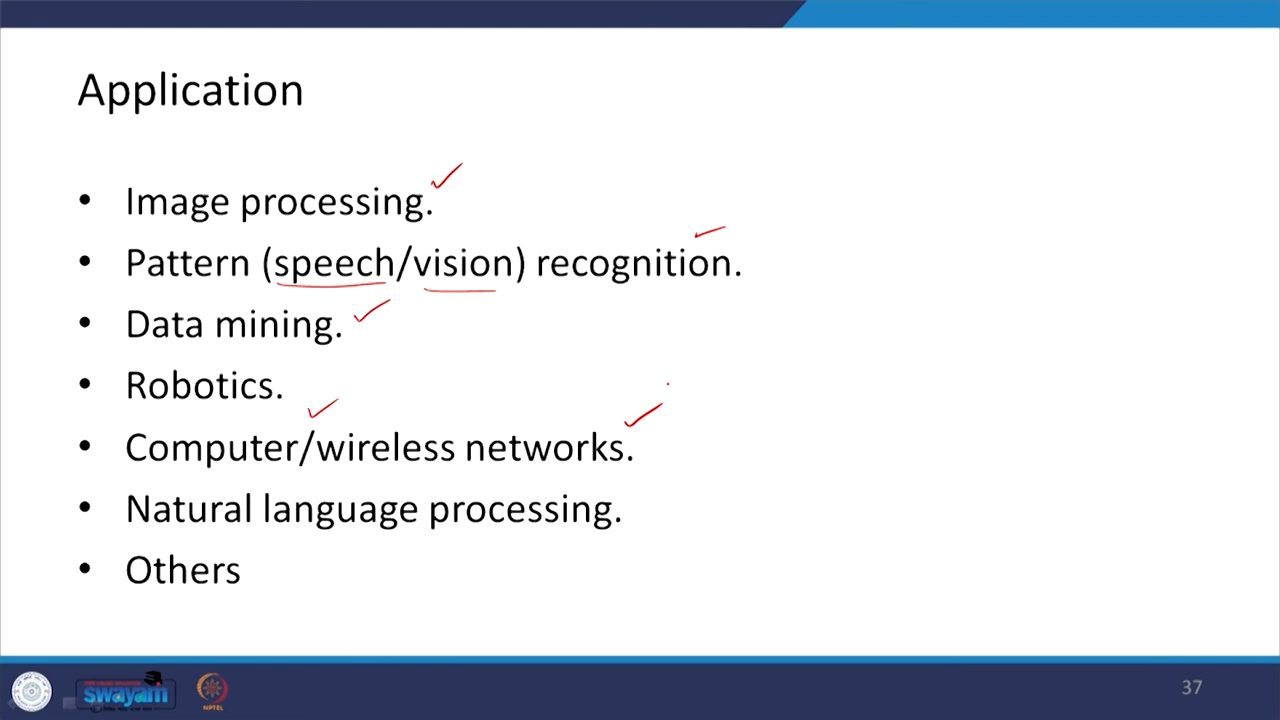 Application
• Image processing.
• Pattern (speech/vision) recognition.
• Data mining.
• Robotics.
• Computer/wireless networks.
• Natural language processing.
• Others
swayam
NPTEL
37